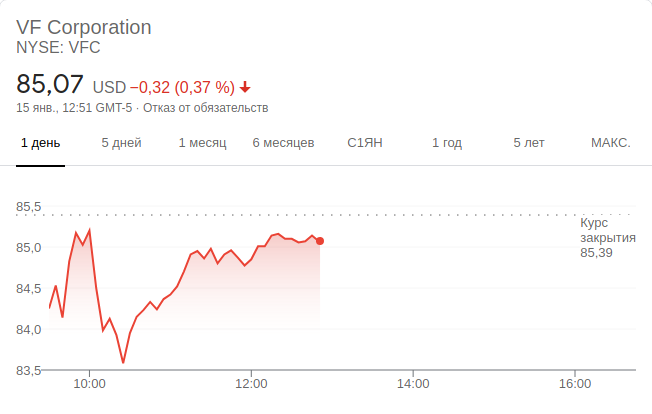 VF Corporation
NYSE: VFC
85,07 USD −0,32 (0,37 %)
15 янв., 12:51 GMT-5 · Отказ от обязательств
1 день 5 дней 1 месяц 6 месяцев С1ЯН 1 год 5 лет МАКС.
85,5
Курс
закрытия
85,39
85,0
84,5
84,0
83,5
10:00 12:00 14:00 16:00